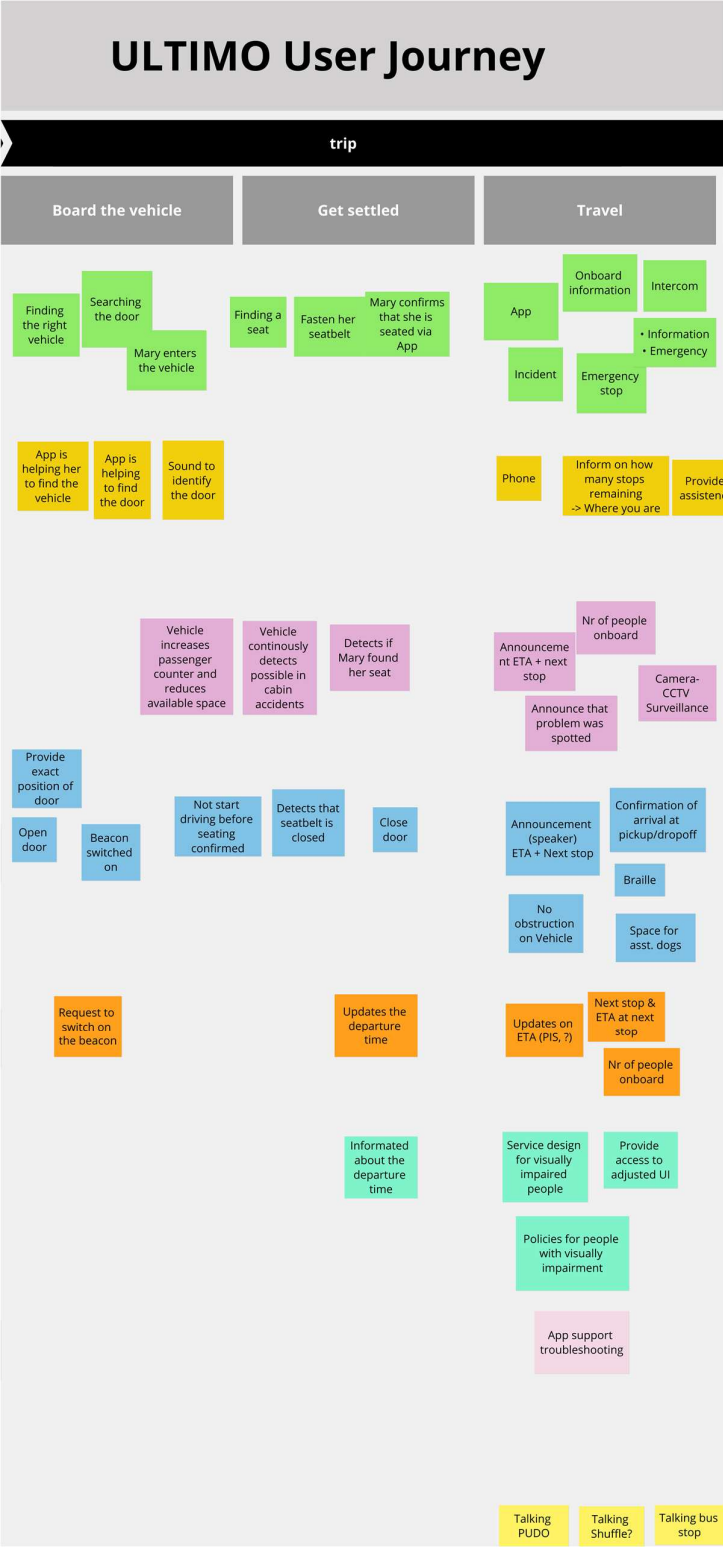 ULTIMO User Journey
trip
Board the vehicle
Get settled
Travel
Finding
the right
vehicle
Searching
the door
Mary enters
the vehicle
Finding a
seat
Fasten her
seatbelt
Mary confirms
that she is
seated via
App
App
Onboard
information
Intercom
• Information
• Emergency
Incident
Emergency
stop
App is
helping her
to find the
vehicle
App is
helping
to find
the door
Sound to
identify
the door
Phone
Inform on how
many stops
remaining
-> Where you are
Provide
assistenc
Vehicle
increases
passenger
counter and
reduces
available space
Vehicle
continously
detects
possible in
cabin
accidents
Detects if
Mary found
her seat
Announceme
nt ETA + next
stop
Nr of people
onboard
Camera-
CCTV
Surveillance
Announce that
problem was
spotted
Provide
exact
position of
door
Open
door
Beacon
switched
on
Not start
driving before
seating
confirmed
Detects that
seatbelt is
closed
Close
door
Announcement
(speaker)
ETA + Next stop
Confirmation of
arrival at
pickup/dropoff
Braille
No
obstruction
on Vehicle
Space for
asst. dogs
Request to
switch on
the beacon
Updates the
departure
time
Updates on
ETA (PIS, ?)
Next stop &
ETA at next
stop
Nr of people
onboard
Informated
about the
departure
time
Service design
for visually
impaired
people
Provide
access to
adjusted UI
Policies for people
with visually
impairment
App support
troubleshooting
Talking
PUDO
Talking
Shuffle?
Talking bus
stop